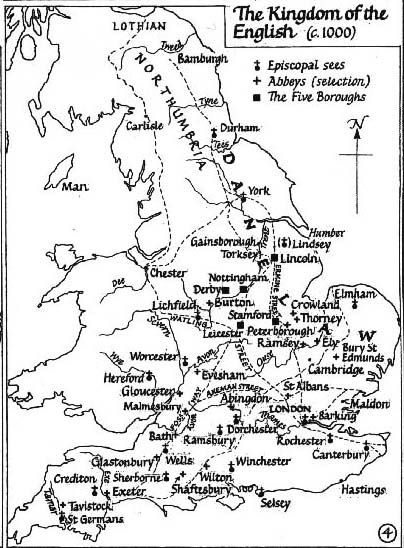 The Kingdom of the
English (c. 1000)
Episcopal sees
Abbeys (selection)
The Five Boroughs
N
LOTHIAN
Tweed
Bamburgh
NORTHUMBRIA
Tyne
Carlisle
Durham
Tees
DANELAW
Man
York
Humber
Gainsborough
Lindsey
Torksey
Lincoln
Chester
Dee
ERMINE STREET
Nottingham
Derby
Burton
Crowland
Elmham
Lichfield
Stamford
Thorney
WATLING
STREET
Leicester
Peterborough
Ramsey
Ely
Bury St
Edmunds
Cambridge
Worcester
Avon
Ouse
Wye
Hereford
Evesham
Gloucester
AKEMAN STREET
St Albans
Malmesbury
FOSSE WAY
Abingdon
LONDON
Maldon
Barking
Thames
Bath
Dorchester
Ramsbury
Rochester
Canterbury
Glastonbury
Wells
Winchester
Crediton
Sherborne
Wilton
Exe
Exeter
Shaftesbury
Selsey
Hastings
Tamar
Tavistock
St Germans
4